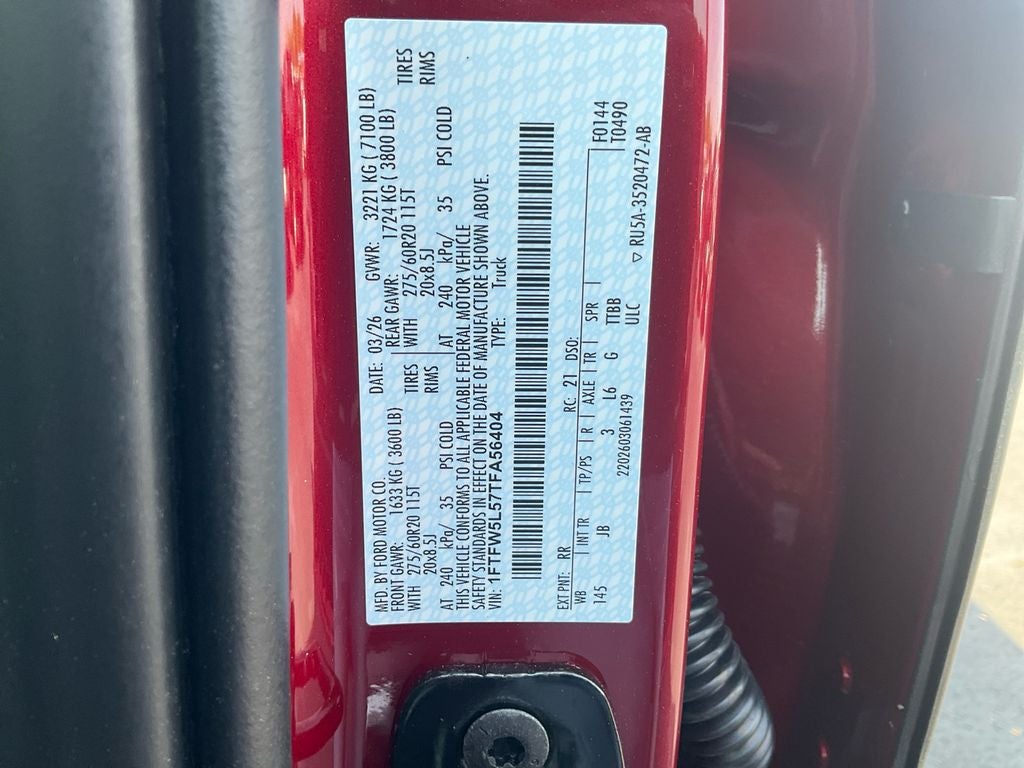 MFD. BY FORD MOTOR CO.
DATE: 03/26 GVWR: 3221 KG ( 7100 LB)
FRONT GAWR: 1633 KG ( 3600 LB)
REAR GAWR: 1724 KG ( 3800 LB)
WITH 275/60R20 115T TIRES
WITH 275/60R20 115T TIRES
20x8.5J RIMS
20x8.5J RIMS
AT 240 kPa/ 35 PSI COLD
AT 240 kPa/ 35 PSI COLD
THIS VEHICLE CONFORMS TO ALL APPLICABLE FEDERAL MOTOR VEHICLE
SAFETY STANDARDS IN EFFECT ON THE DATE OF MANUFACTURE SHOWN ABOVE.
VIN: 1FTFW5L57TFA56404 TYPE: Truck
EXT PNT: RR RC: 21 DSO: F0144
WB INT TR TP/PS R AXLE TR SPR T0490
145 JB 3 L6 G TTBB
2202603061439 ULC
▽ RU5A-3520472-AB